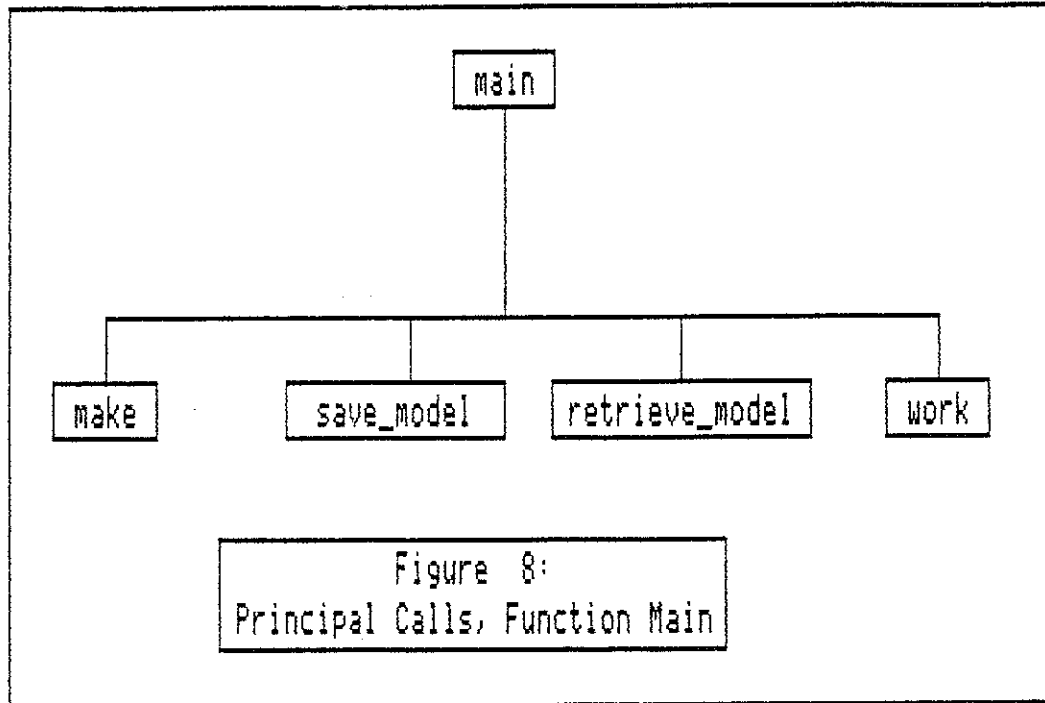 main
make save_model retrieve_model work
Figure 8:
Principal Calls, Function Main